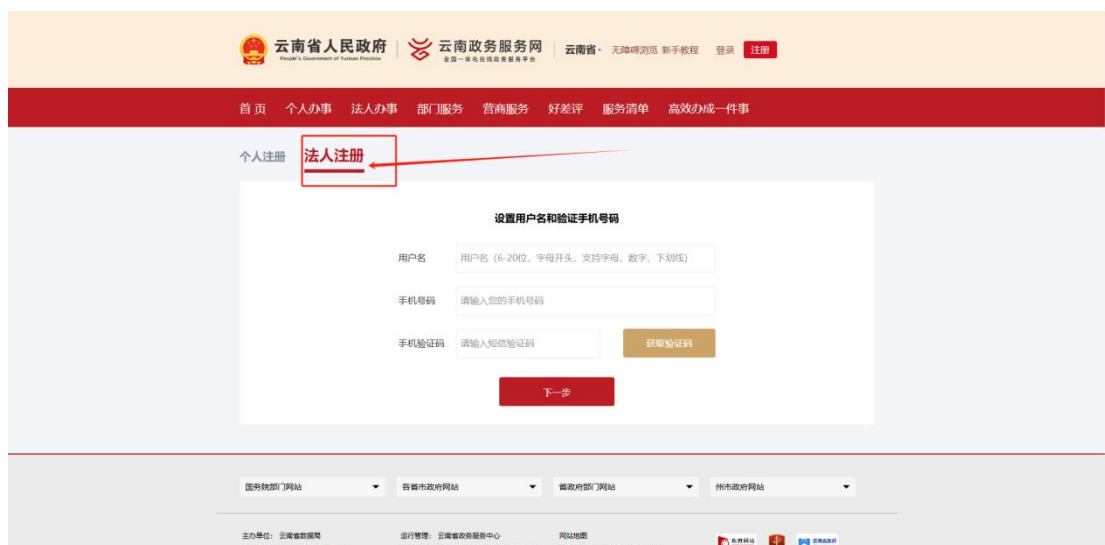 云南省人民政府 云南政务服务网 云南省 无障碍浏览 新手教程 登录 注册
People's Government of Yunnan Province 全国一体化在线政务服务平台
首页 个人办事 法人办事 部门服务 营商服务 好差评 服务清单 高效办成一件事
个人注册 法人注册
设置用户名和验证手机号码
用户名 用户名（6-20位，字母开头，支持字母、数字、下划线）
手机号码 请输入您的手机号码
手机验证码 请输入短信验证码 获取验证码
下一步
国务院部门网站 各省市政府网站 省政府部门网站 州市政府网站
主办单位：云南省数据局 运行管理：云南省政务服务中心 网站地图
政府网站